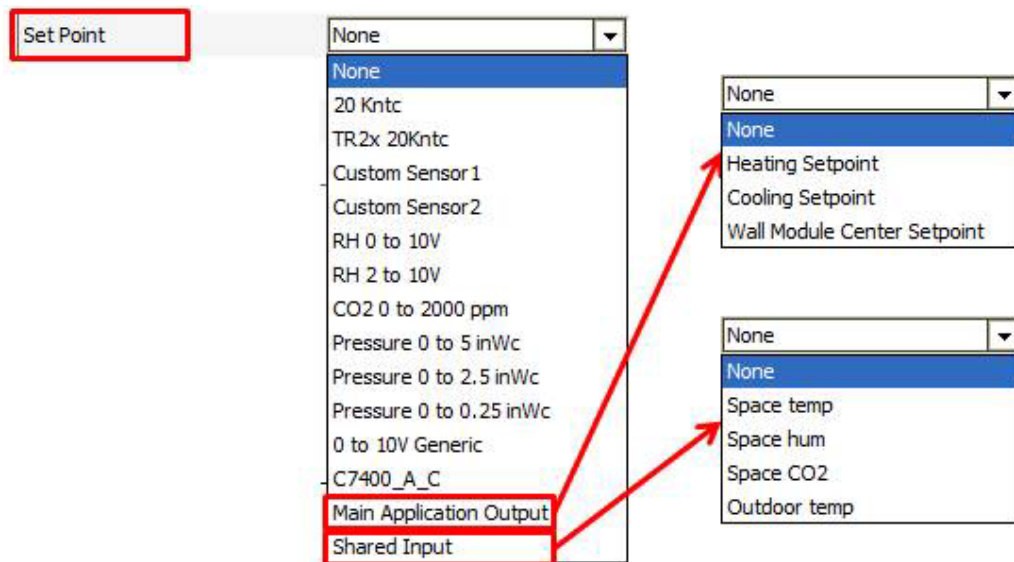 Set Point
None
None
20 Kntc
TR2x 20Kntc
Custom Sensor1
Custom Sensor2
RH 0 to 10V
RH 2 to 10V
CO2 0 to 2000 ppm
Pressure 0 to 5 inWc
Pressure 0 to 2.5 inWc
Pressure 0 to 0.25 inWc
0 to 10V Generic
C7400_A_C
Main Application Output
Shared Input
None
None
Heating Setpoint
Cooling Setpoint
Wall Module Center Setpoint
None
None
Space temp
Space hum
Space CO2
Outdoor temp